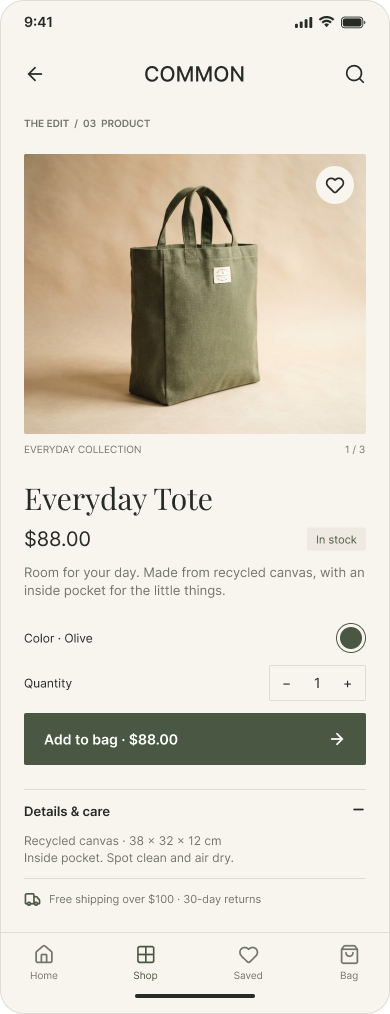 9:41
COMMON
THE EDIT / 03 PRODUCT
EVERYDAY COLLECTION
1 / 3
Everyday Tote
$88.00
In stock
Room for your day. Made from recycled canvas, with an
inside pocket for the little things.
Color · Olive
Quantity
− 1 +
Add to bag · $88.00
Details & care
Recycled canvas · 38 × 32 × 12 cm
Inside pocket. Spot clean and air dry.
Free shipping over $100 · 30-day returns
Home
Shop
Saved
Bag